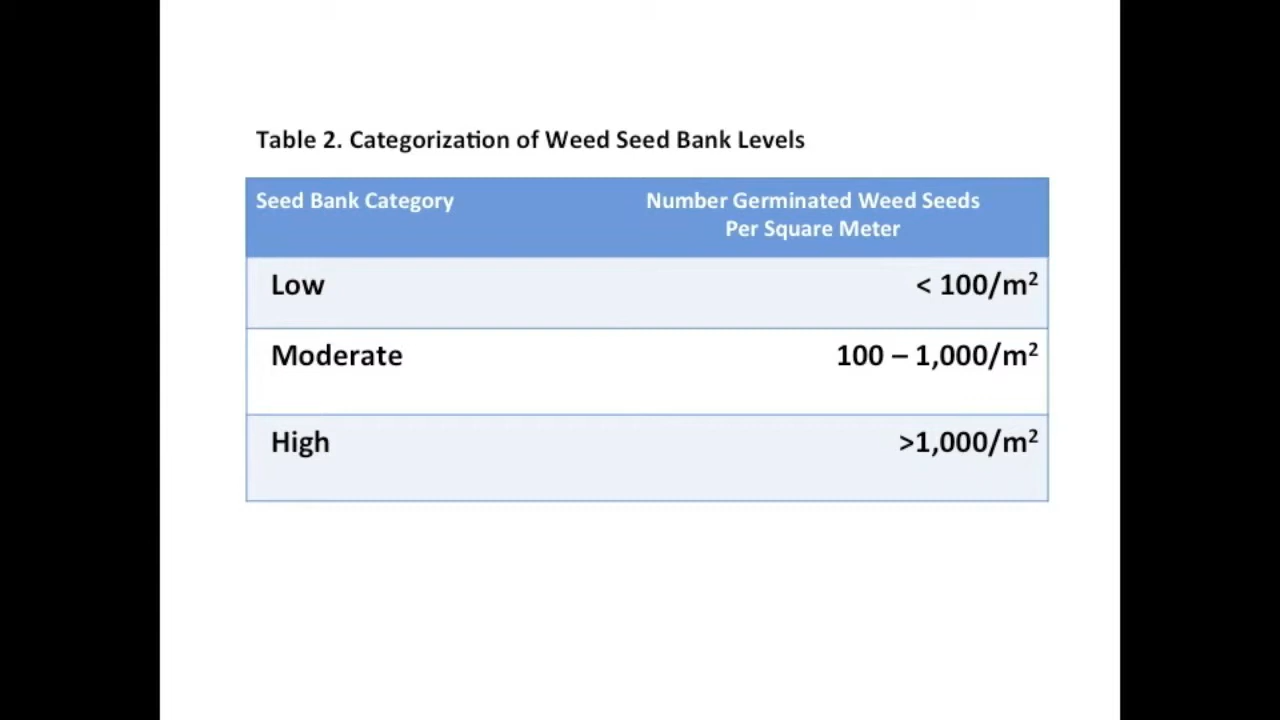 Table 2. Categorization of Weed Seed Bank Levels
Seed Bank Category
Number Germinated Weed Seeds
Per Square Meter
Low
< 100/m²
Moderate
100 – 1,000/m²
High
>1,000/m²